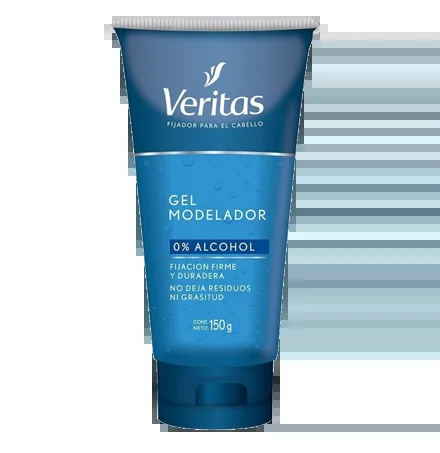 Veritas
FIJADOR PARA EL CABELLO
GEL
MODELADOR
0% ALCOHOL
FIJACION FIRME
Y DURADERA
NO DEJA RESIDUOS
NI GRASITUD
CONT.
NETO 150 g